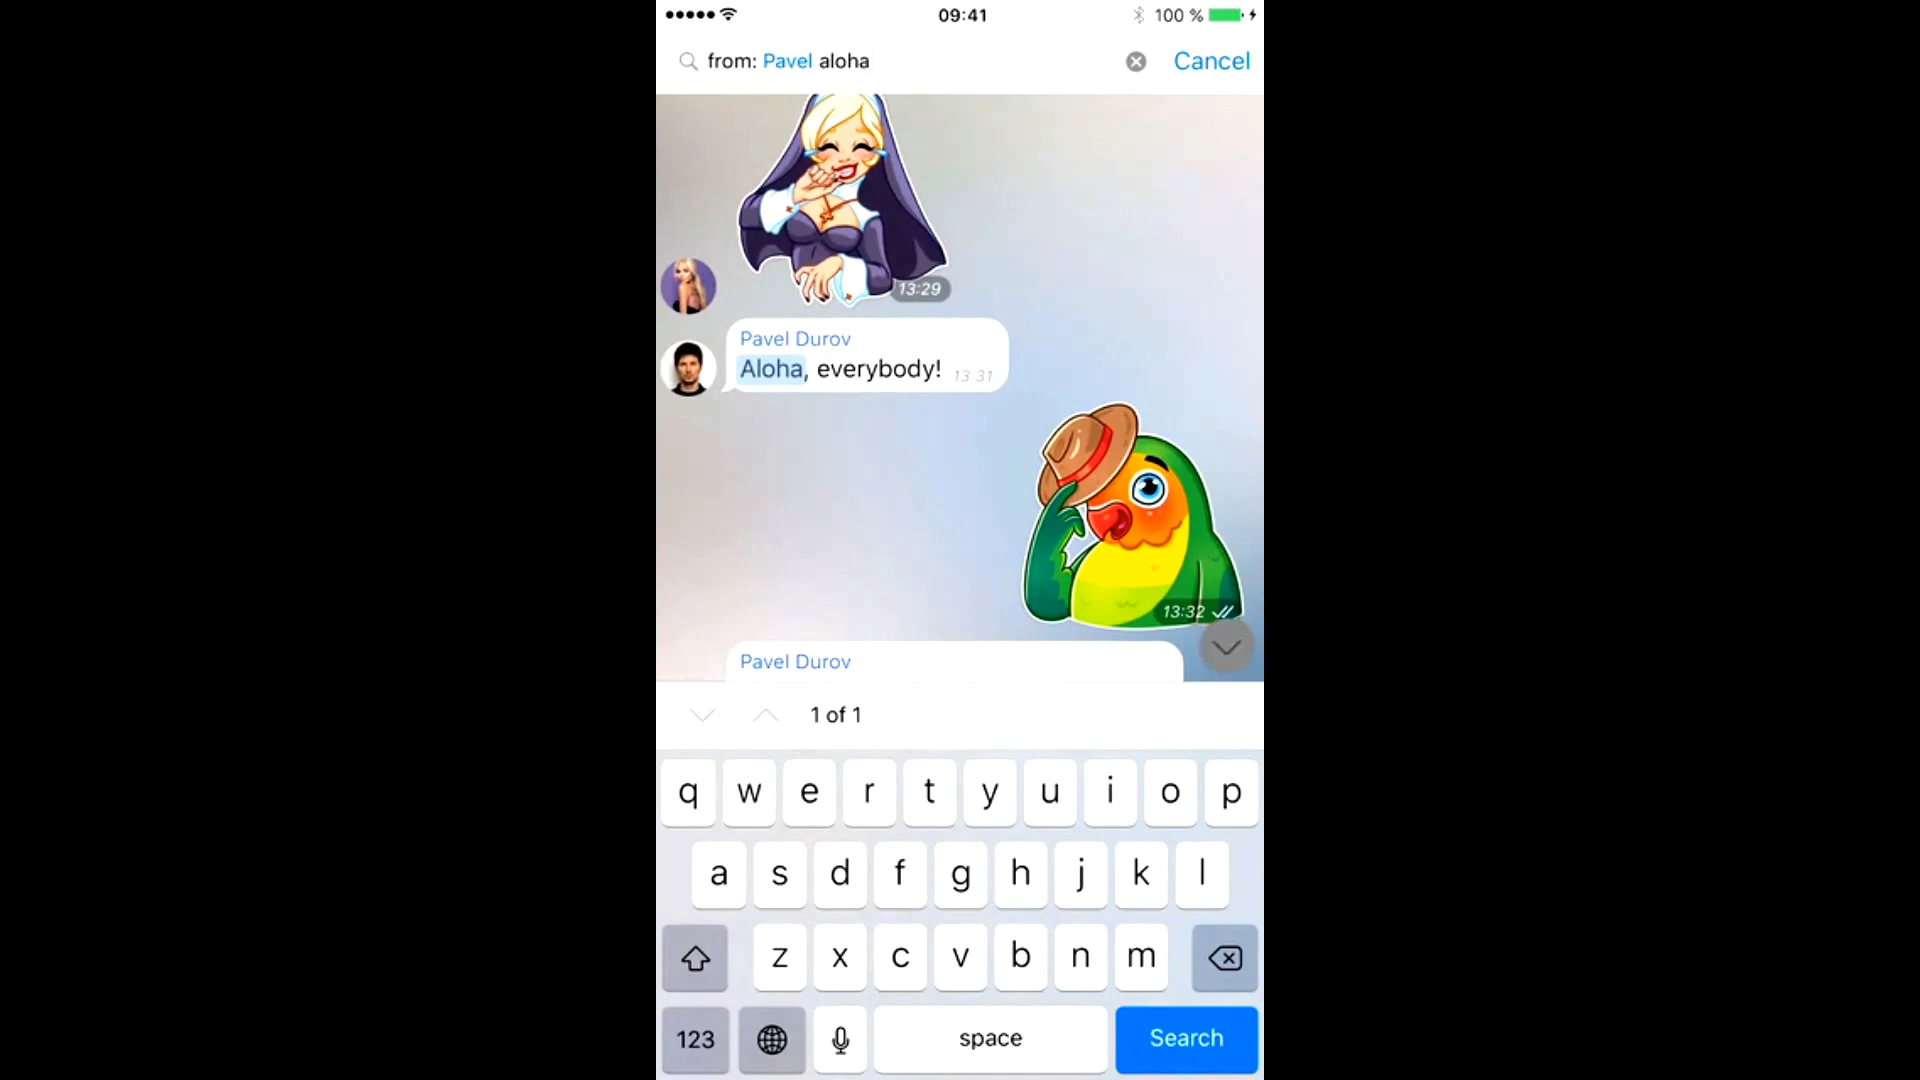 09:41
100 %
from: Pavel aloha
Cancel
13:29
Pavel Durov
Aloha, everybody! 13 31
13:32
Pavel Durov
1 of 1
q w e r t y u i o p
a s d f g h j k l
z x c v b n m
123 space Search